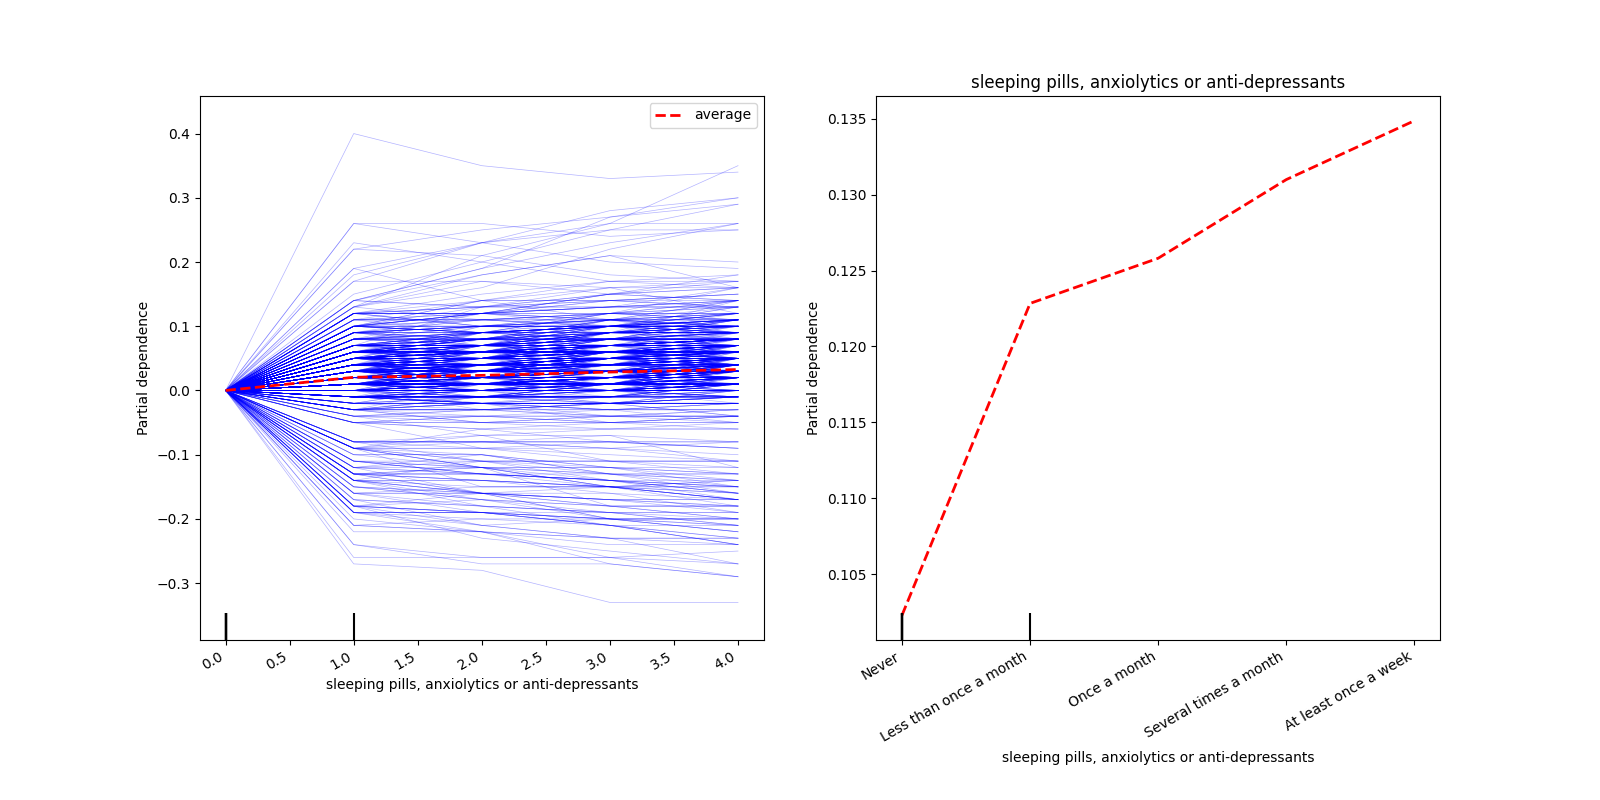 average
0.4
0.3
0.2
0.1
0.0
−0.1
−0.2
−0.3
Partial dependence
0.0 0.5 1.0 1.5 2.0 2.5 3.0 3.5 4.0
sleeping pills, anxiolytics or anti-depressants
sleeping pills, anxiolytics or anti-depressants
0.135
0.130
0.125
0.120
0.115
0.110
0.105
Partial dependence
Never
Less than once a month
Once a month
Several times a month
At least once a week
sleeping pills, anxiolytics or anti-depressants